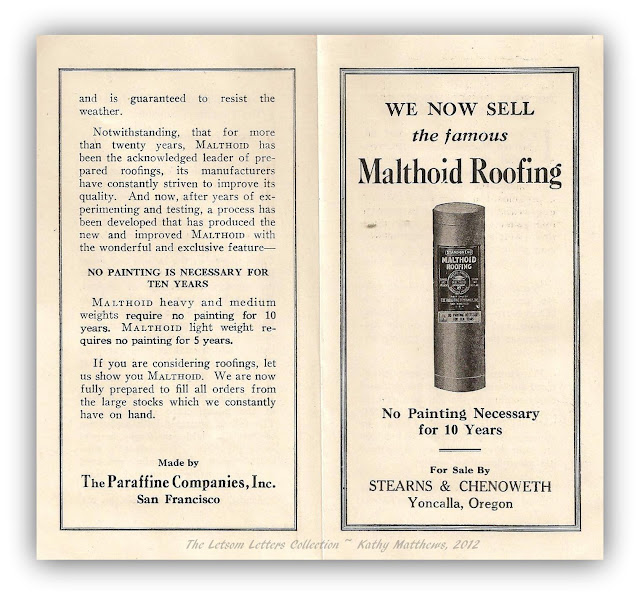 and is guaranteed to resist the
weather.
Notwithstanding, that for more
than twenty years, MALTHOID has
been the acknowledged leader of pre-
pared roofings, its manufacturers
have constantly striven to improve its
quality. And now, after years of ex-
perimenting and testing, a process has
been developed that has produced the
new and improved MALTHOID with
the wonderful and exclusive feature—
NO PAINTING IS NECESSARY FOR
TEN YEARS
MALTHOID heavy and medium
weights require no painting for 10
years. MALTHOID light weight re-
quires no painting for 5 years.
If you are considering roofings, let
us show you MALTHOID. We are now
fully prepared to fill all orders from
the large stocks which we constantly
have on hand.
Made by
The Paraffine Companies, Inc.
San Francisco
WE NOW SELL
the famous
Malthoid Roofing
MALTHOID
ROOFING
No Painting Necessary
for 10 Years
For Sale By
STEARNS & CHENOWETH
Yoncalla, Oregon
The Letsom Letters Collection ~ Kathy Matthews, 2012